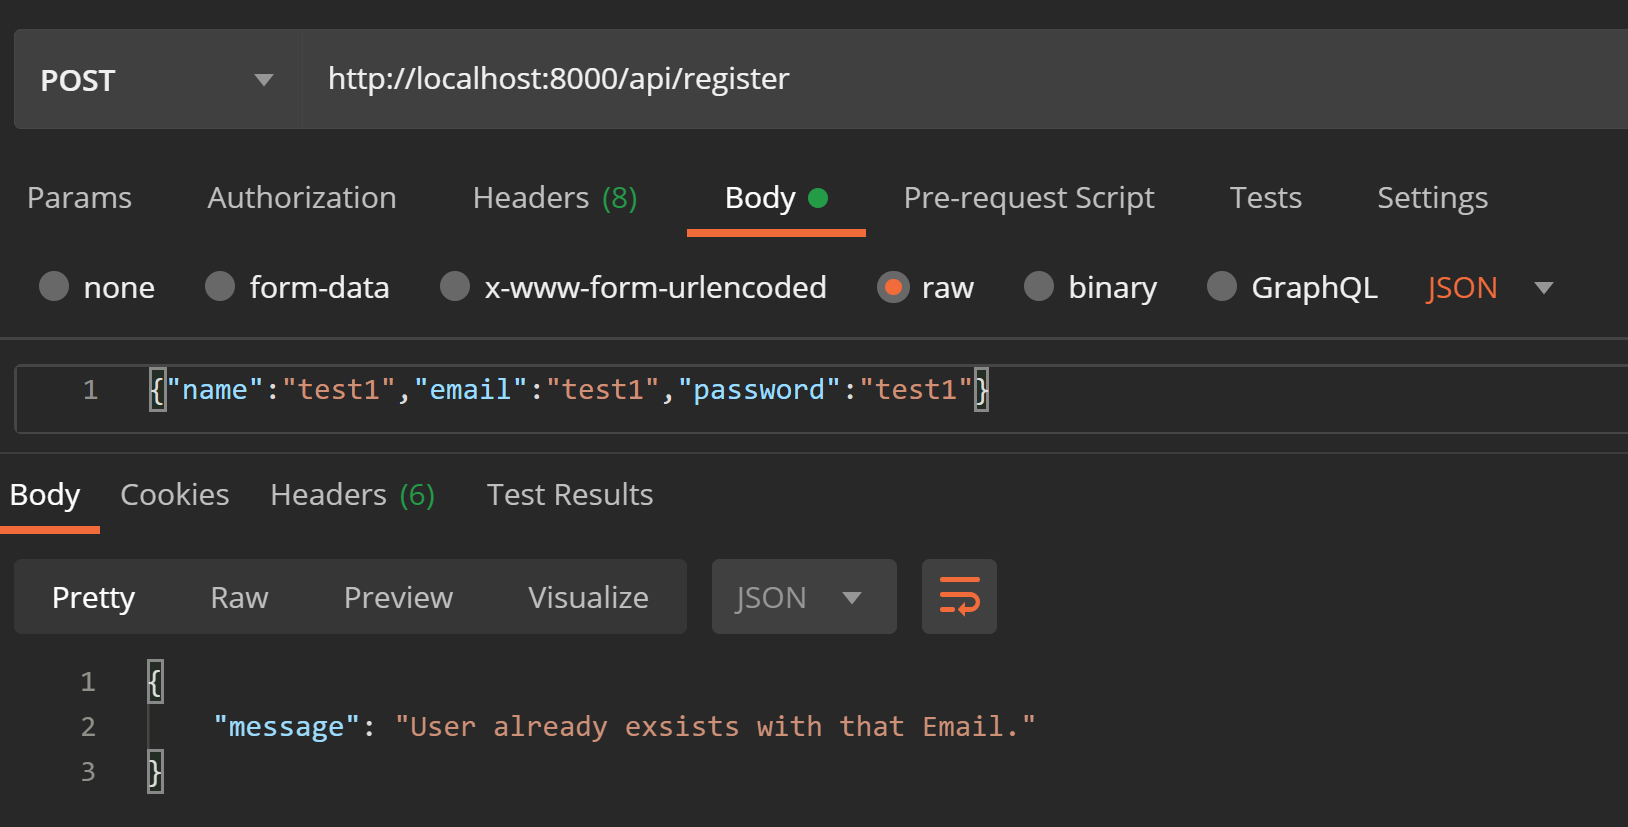 POST http://localhost:8000/api/register
Params Authorization Headers (8) Body Pre-request Script Tests Settings
none form-data x-www-form-urlencoded raw binary GraphQL JSON
1 {"name":"test1","email":"test1","password":"test1"}
Body Cookies Headers (6) Test Results
Pretty Raw Preview Visualize JSON
1 {
2 "message": "User already exsists with that Email."
3 }